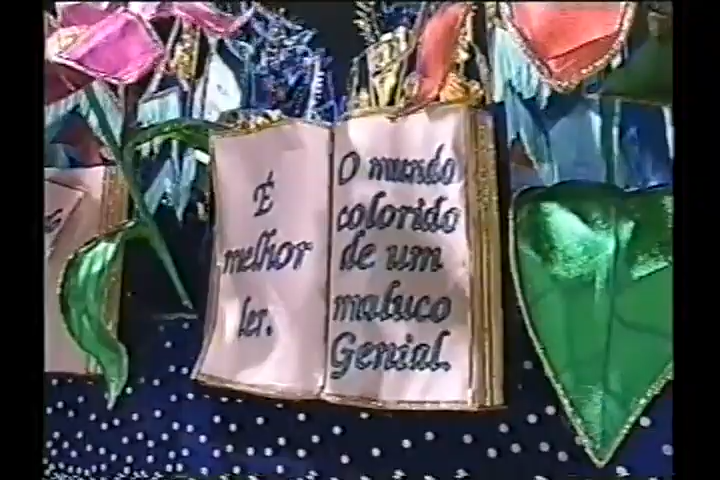 É
melhor
ler.
O mundo
colorido
de um
maluco
Genial.